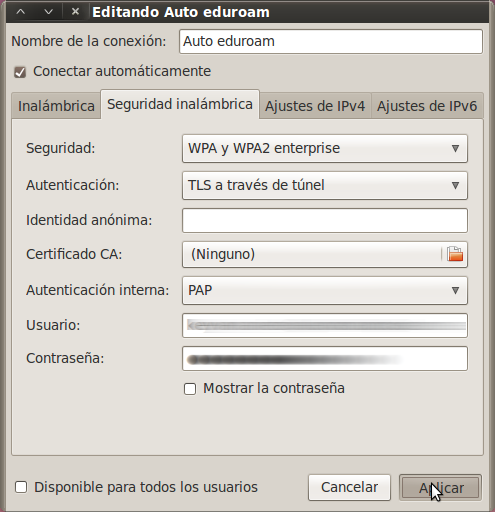 Editando Auto eduroam
Nombre de la conexión: Auto eduroam
Conectar automáticamente
Inalámbrica Seguridad inalámbrica Ajustes de IPv4 Ajustes de IPv6
Seguridad: WPA y WPA2 enterprise
Autenticación: TLS a través de túnel
Identidad anónima:
Certificado CA: (Ninguno)
Autenticación interna: PAP
Usuario:
Contraseña:
Mostrar la contraseña
Disponible para todos los usuarios Cancelar Aplicar